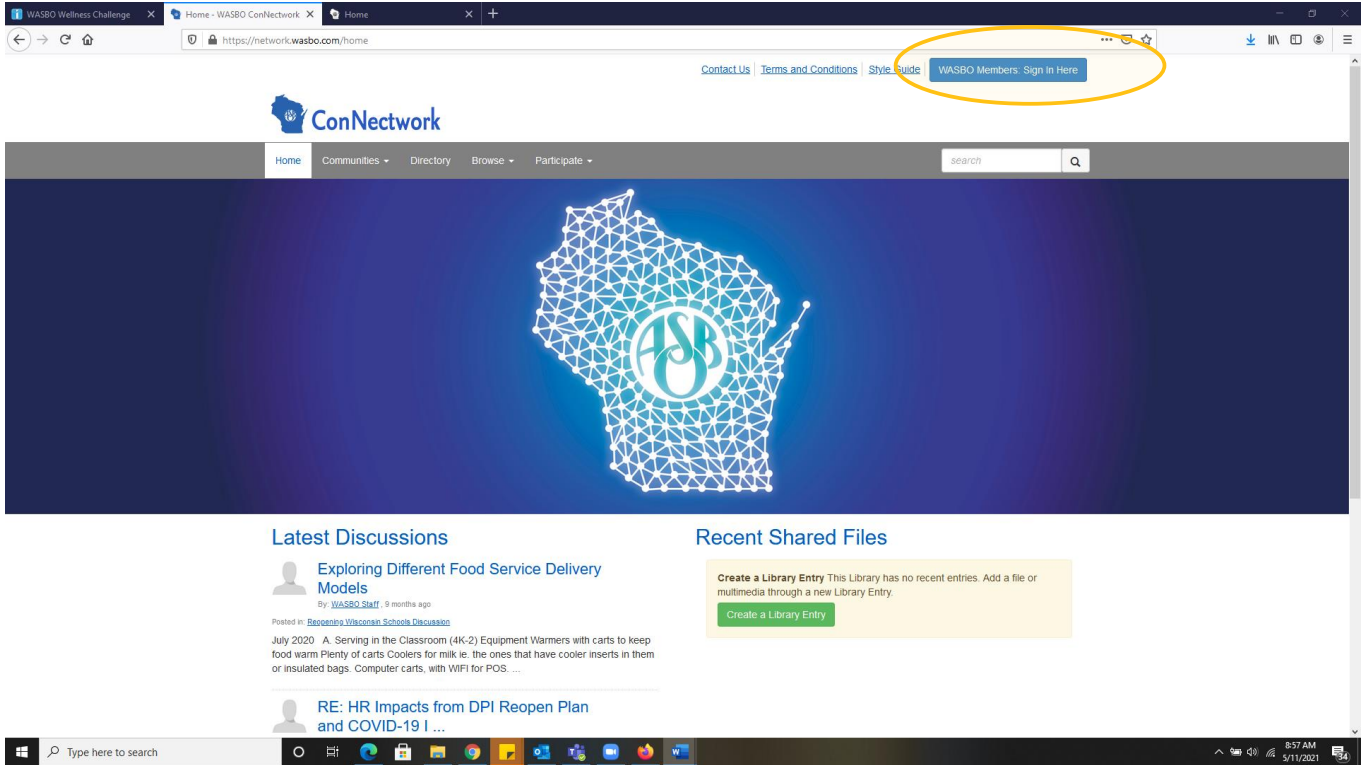 WASBO Wellness Challenge
Home - WASBO ConNectwork
Home
https://network.wasbo.com/home
Contact Us Terms and Conditions Style Guide WASBO Members: Sign In Here
ConNectwork
Home Communities Directory Browse Participate search
ASBO
Latest Discussions
Exploring Different Food Service Delivery
Models
By: WASBO Staff , 9 months ago
Posted in: Reopening Wisconsin Schools Discussion
July 2020 A. Serving in the Classroom (4K-2) Equipment Warmers with carts to keep
food warm Plenty of carts Coolers for milk ie. the ones that have cooler inserts in them
or insulated bags. Computer carts, with WIFI for POS. ...
RE: HR Impacts from DPI Reopen Plan
and COVID-19 I ...
Recent Shared Files
Create a Library Entry This Library has no recent entries. Add a file or
multimedia through a new Library Entry.
Create a Library Entry
Type here to search
8:57 AM
5/11/2021
34